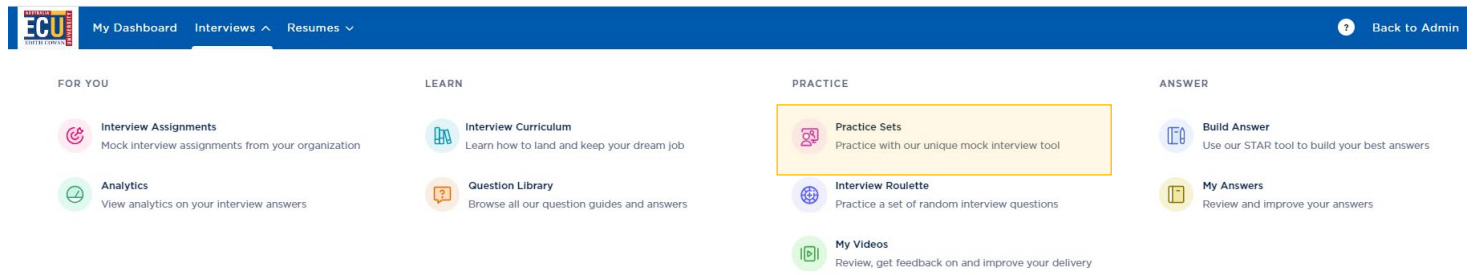 AUSTRALIA
ECU
EDITH COWAN
UNIVERSITY
My Dashboard Interviews Resumes
? Back to Admin
FOR YOU
Interview Assignments
Mock interview assignments from your organization
Analytics
View analytics on your interview answers
LEARN
Interview Curriculum
Learn how to land and keep your dream job
Question Library
Browse all our question guides and answers
PRACTICE
Practice Sets
Practice with our unique mock interview tool
Interview Roulette
Practice a set of random interview questions
My Videos
Review, get feedback on and improve your delivery
ANSWER
Build Answer
Use our STAR tool to build your best answers
My Answers
Review and improve your answers